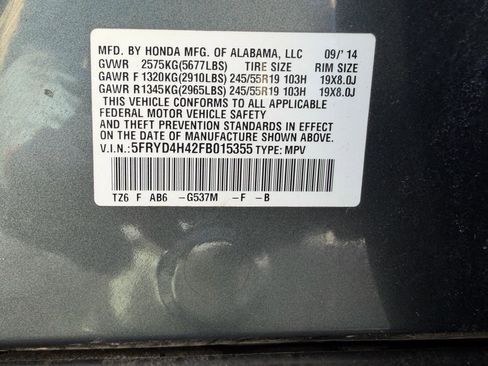 MFD. BY HONDA MFG. OF ALABAMA, LLC 09/'14
GVWR 2575KG(5677LBS) TIRE SIZE RIM SIZE
GAWR F 1320KG(2910LBS) 245/55R19 103H 19X8.0J
GAWR R1345KG(2965LBS) 245/55R19 103H 19X8.0J
THIS VEHICLE CONFORMS TO ALL APPLICABLE
FEDERAL MOTOR VEHICLE SAFETY
AND THEFT PREVENTION STANDARDS IN EFFECT
ON THE DATE OF MANUFACTURE SHOWN ABOVE.
V.I.N.:5FRYD4H42FB015355 TYPE: MPV
TZ6 F AB6 -G537M -F -B